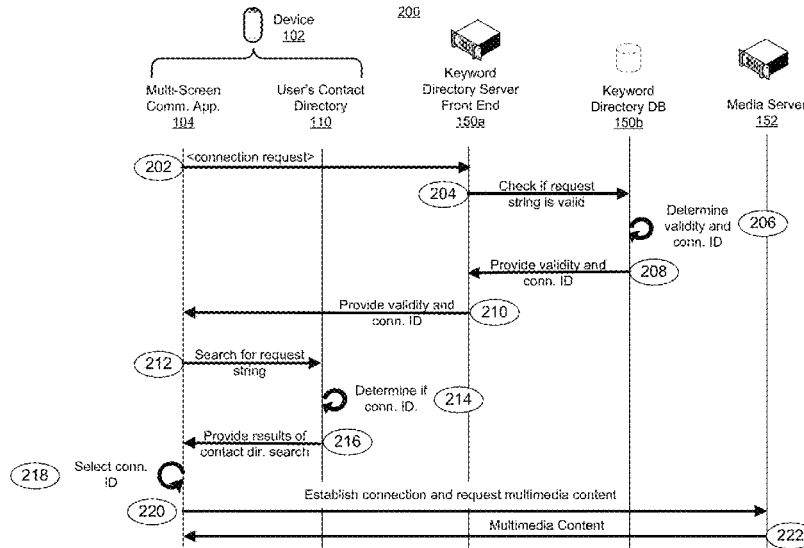 200
Device
102
Multi-Screen
Comm. App.
104
User's Contact
Directory
110
Keyword
Directory Server
Front End
150a
Keyword
Directory DB
150b
Media Server
152
202
<connection request>
204
Check if request
string is valid
Determine
validity and
conn. ID
206
Provide validity and
conn. ID
208
Provide validity and
conn. ID
210
212
Search for request
string
Determine if
conn. ID.
214
Provide results of
contact dir. search
216
218
Select conn.
ID
220
Establish connection and request multimedia content
Multimedia Content
222